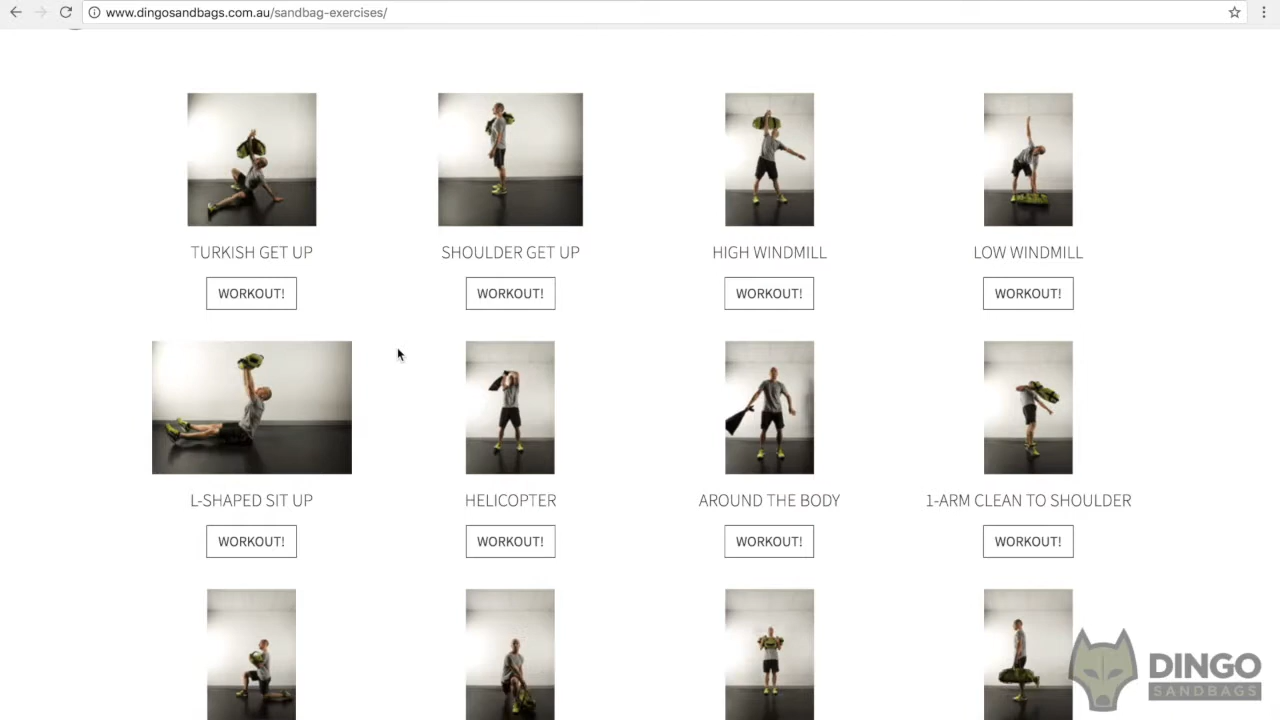 www.dingosandbags.com.au/sandbag-exercises/
TURKISH GET UP
SHOULDER GET UP
HIGH WINDMILL
LOW WINDMILL
WORKOUT!
WORKOUT!
WORKOUT!
WORKOUT!
L-SHAPED SIT UP
HELICOPTER
AROUND THE BODY
1-ARM CLEAN TO SHOULDER
WORKOUT!
WORKOUT!
WORKOUT!
WORKOUT!
DINGO
SANDBAGS